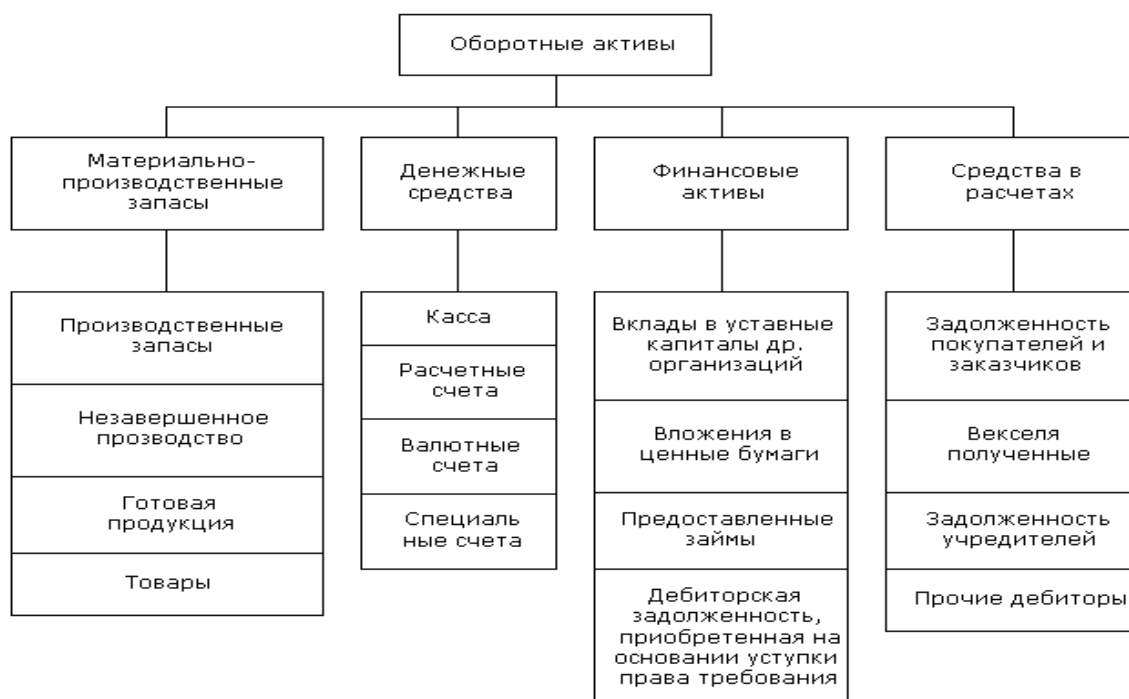 Оборотные активы
Материально-
производственные
запасы
Денежные
средства
Финансовые
активы
Средства в
расчетах
Производственные
запасы
Незавершенное
прозводство
Готовая
продукция
Товары
Касса
Расчетные
счета
Валютные
счета
Специаль
ные счета
Вклады в уставные
капиталы др.
организаций
Вложения в
ценные бумаги
Предоставленные
займы
Дебиторская
задолженность,
приобретенная на
основании уступки
права требования
Задолженность
покупателей и
заказчиков
Векселя
полученные
Задолженность
учредителей
Прочие дебиторы